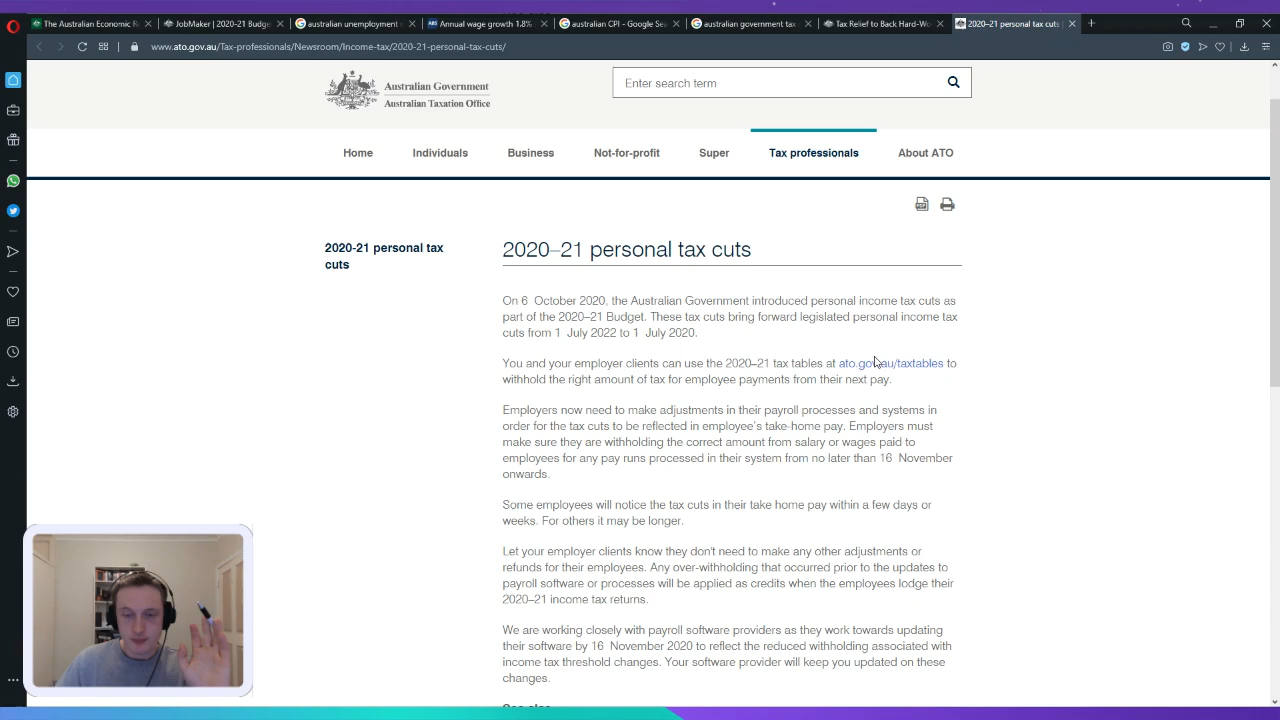 The Australian Economic R
JobMaker | 2020-21 Budge
australian unemployment s
ABS
Annual wage growth 1.8%
australian CPI - Google Sea
australian government tax
Tax Relief to Back Hard-Wo
2020–21 personal tax cuts
www.ato.gov.au/Tax-professionals/Newsroom/Income-tax/2020-21-personal-tax-cuts/
Australian Government
Australian Taxation Office
Enter search term
Home
Individuals
Business
Not-for-profit
Super
Tax professionals
About ATO
PDF
2020-21 personal tax
cuts
2020–21 personal tax cuts
On 6 October 2020, the Australian Government introduced personal income tax cuts as
part of the 2020–21 Budget. These tax cuts bring forward legislated personal income tax
cuts from 1 July 2022 to 1 July 2020.
You and your employer clients can use the 2020–21 tax tables at ato.gov.au/taxtables to
withhold the right amount of tax for employee payments from their next pay.
Employers now need to make adjustments in their payroll processes and systems in
order for the tax cuts to be reflected in employee's take-home pay. Employers must
make sure they are withholding the correct amount from salary or wages paid to
employees for any pay runs processed in their system from no later than 16 November
onwards.
Some employees will notice the tax cuts in their take home pay within a few days or
weeks. For others it may be longer.
Let your employer clients know they don't need to make any other adjustments or
refunds for their employees. Any over-withholding that occurred prior to the updates to
payroll software or processes will be applied as credits when the employees lodge their
2020–21 income tax returns.
We are working closely with payroll software providers as they work towards updating
their software by 16 November 2020 to reflect the reduced withholding associated with
income tax threshold changes. Your software provider will keep you updated on these
changes.
See also